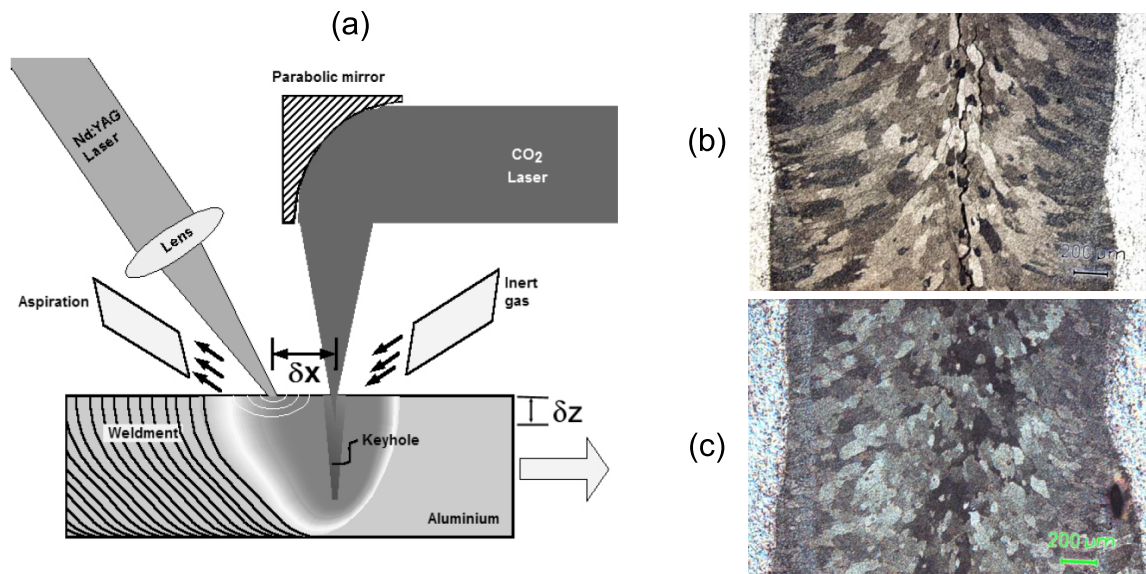 (a)
Parabolic mirror
Nd:YAG
Laser
CO₂
Laser
Lens
Aspiration
Inert
gas
δx
δz
Weldment
Keyhole
Aluminium
(b)
200 µm
(c)
200 µm